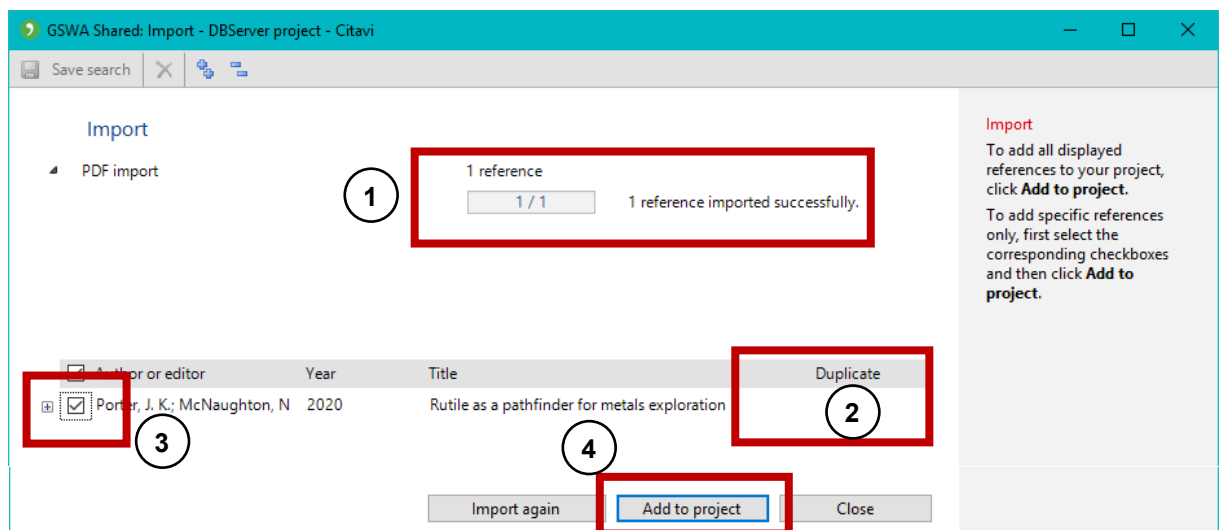 GSWA Shared: Import - DBServer project - Citavi
Save search
Import
PDF import
1 reference
1
1 / 1
1 reference imported successfully.
Import
To add all displayed
references to your project,
click Add to project.
To add specific references
only, first select the
corresponding checkboxes
and then click Add to
project.
Author or editor Year Title Duplicate
Porter, J. K.; McNaughton, N 2020 Rutile as a pathfinder for metals exploration
2
3
4
Import again Add to project Close